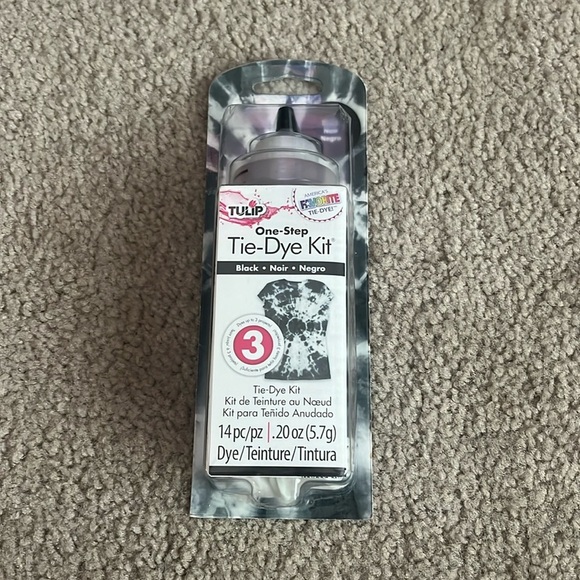 TULIP
AMERICA'S
FAVORITE
TIE-DYE!
One-Step
Tie-Dye Kit®
Black • Noir • Negro
3
Tie-Dye Kit
Kit de Teinture au Nœud
Kit para Teñido Anudado
14 pc/pz | .20 oz (5.7g)
Dye/Teinture/Tintura